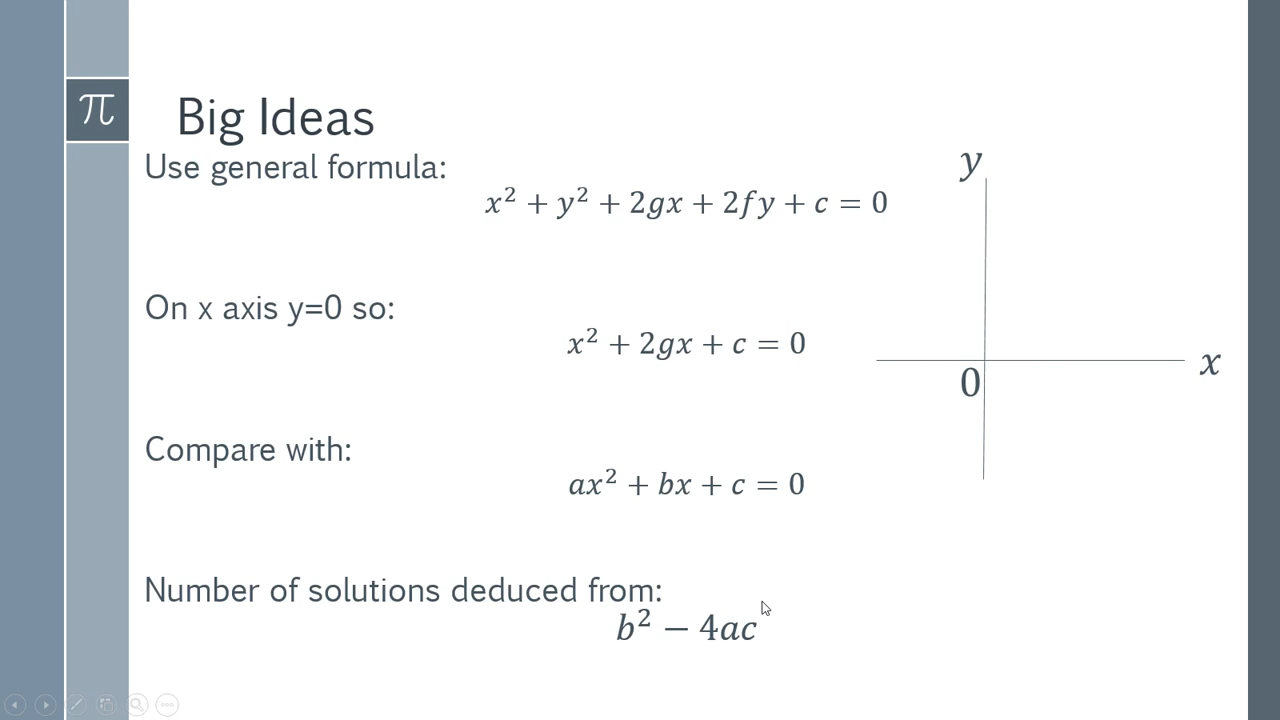 π
Big Ideas
Use general formula:
x² + y² + 2gx + 2fy + c = 0
On x axis y=0 so:
x² + 2gx + c = 0
Compare with:
ax² + bx + c = 0
Number of solutions deduced from:
b² − 4ac
y
x
0